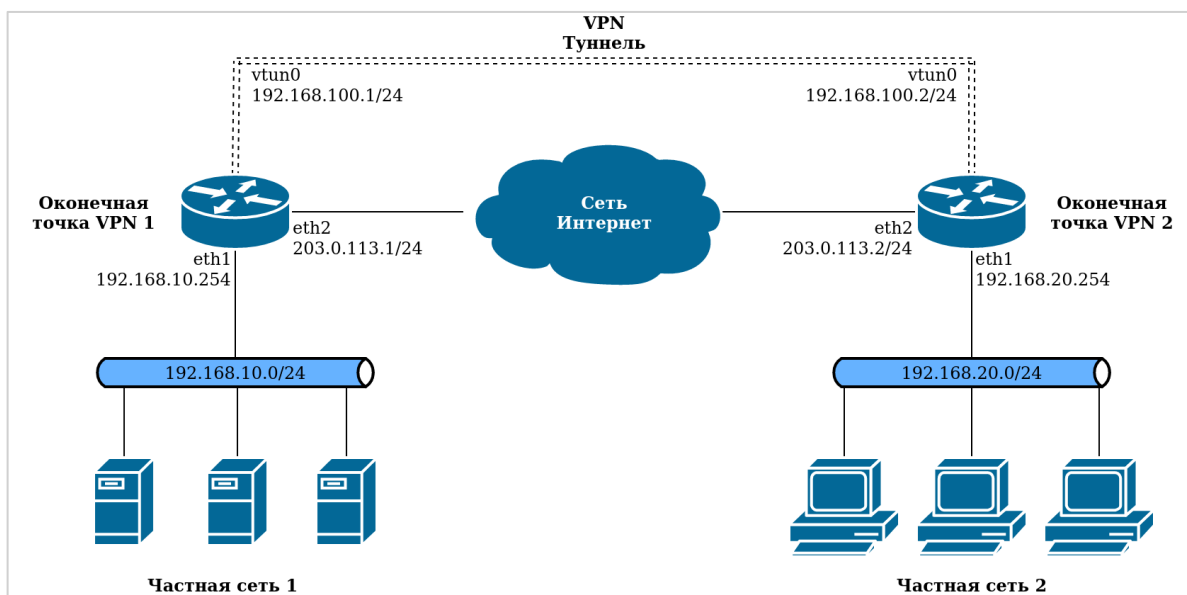 VPN
Туннель
vtun0
192.168.100.1/24
vtun0
192.168.100.2/24
Оконечная
точка VPN 1
Сеть
Интернет
Оконечная
точка VPN 2
eth2
203.0.113.1/24
eth2
203.0.113.2/24
eth1
192.168.10.254
eth1
192.168.20.254
192.168.10.0/24
192.168.20.0/24
Частная сеть 1
Частная сеть 2